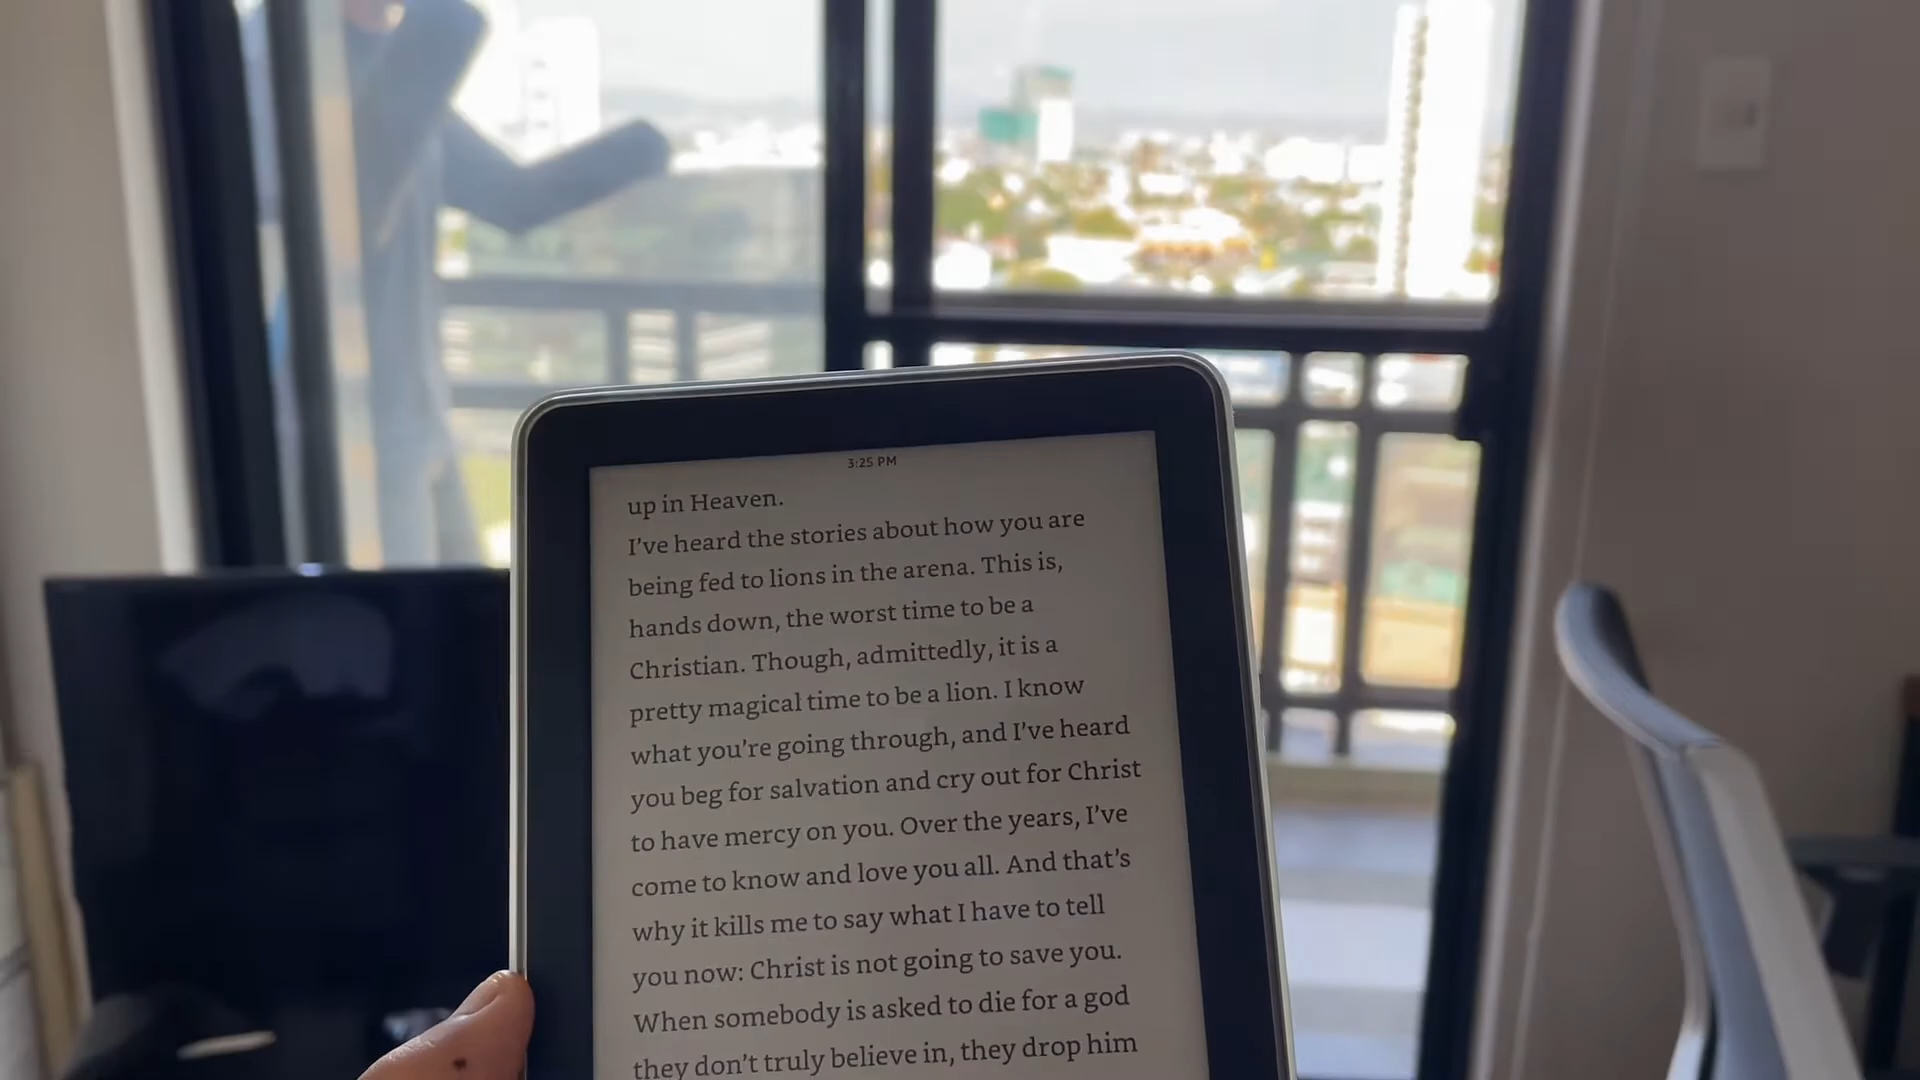 3:25 PM
up in Heaven.
I've heard the stories about how you are
being fed to lions in the arena. This is,
hands down, the worst time to be a
Christian. Though, admittedly, it is a
pretty magical time to be a lion. I know
what you're going through, and I've heard
you beg for salvation and cry out for Christ
to have mercy on you. Over the years, I've
come to know and love you all. And that's
why it kills me to say what I have to tell
you now: Christ is not going to save you.
When somebody is asked to die for a god
they don't truly believe in, they drop him